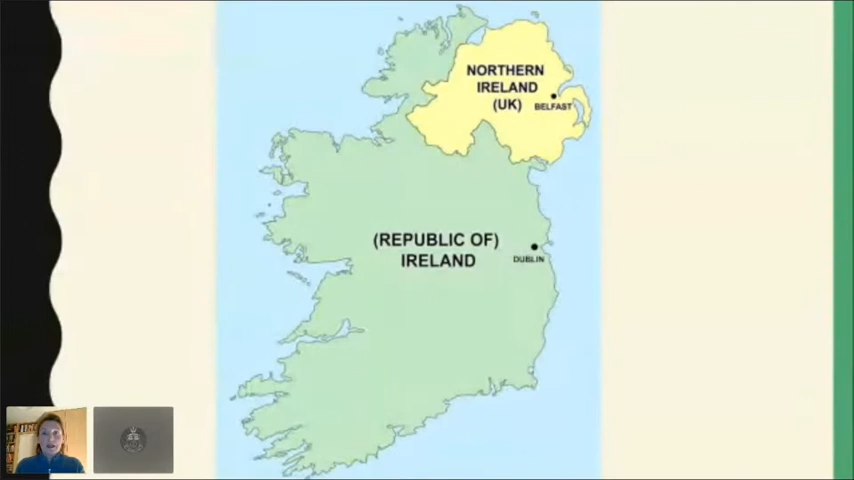 NORTHERN
IRELAND
(UK)
BELFAST
(REPUBLIC OF)
IRELAND
DUBLIN